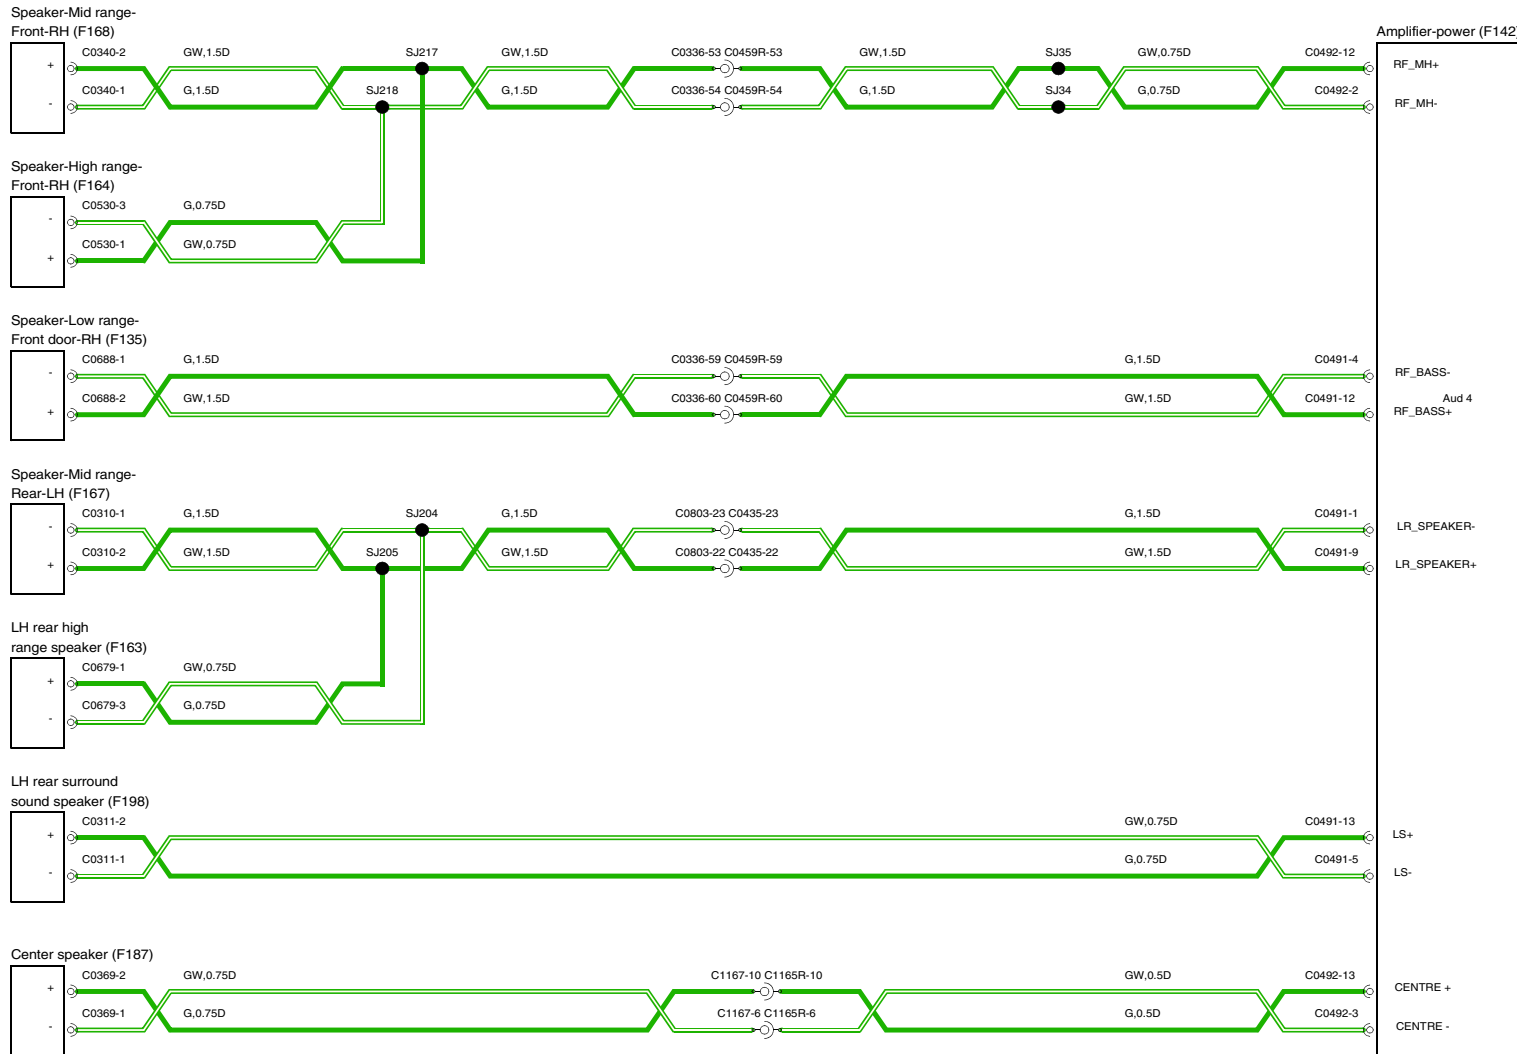 Speaker-Mid range-
Front-RH (F168)
Amplifier-power (F142)
C0340-2 GW,1.5D SJ217 GW,1.5D C0336-53 C0459R-53 GW,1.5D SJ35 GW,0.75D C0492-12
+ RF_MH+
C0340-1 G,1.5D SJ218 G,1.5D C0336-54 C0459R-54 G,1.5D SJ34 G,0.75D C0492-2
- RF_MH-
Speaker-High range-
Front-RH (F164)
C0530-3 G,0.75D
-
C0530-1 GW,0.75D
+
Speaker-Low range-
Front door-RH (F135)
C0688-1 G,1.5D C0336-59 C0459R-59 G,1.5D C0491-4
- RF_BASS-
C0688-2 GW,1.5D C0336-60 C0459R-60 GW,1.5D C0491-12 Aud 4
+ RF_BASS+
Speaker-Mid range-
Rear-LH (F167)
C0310-1 G,1.5D SJ204 G,1.5D C0803-23 C0435-23 G,1.5D C0491-1
- LR_SPEAKER-
C0310-2 GW,1.5D SJ205 GW,1.5D C0803-22 C0435-22 GW,1.5D C0491-9
+ LR_SPEAKER+
LH rear high
range speaker (F163)
C0679-1 GW,0.75D
+
C0679-3 G,0.75D
-
LH rear surround
sound speaker (F198)
C0311-2 GW,0.75D C0491-13
+ LS+
C0311-1 G,0.75D C0491-5
- LS-
Center speaker (F187)
C0369-2 GW,0.75D C1167-10 C1165R-10 GW,0.5D C0492-13
+ CENTRE +
C0369-1 G,0.75D C1167-6 C1165R-6 G,0.5D C0492-3
- CENTRE -